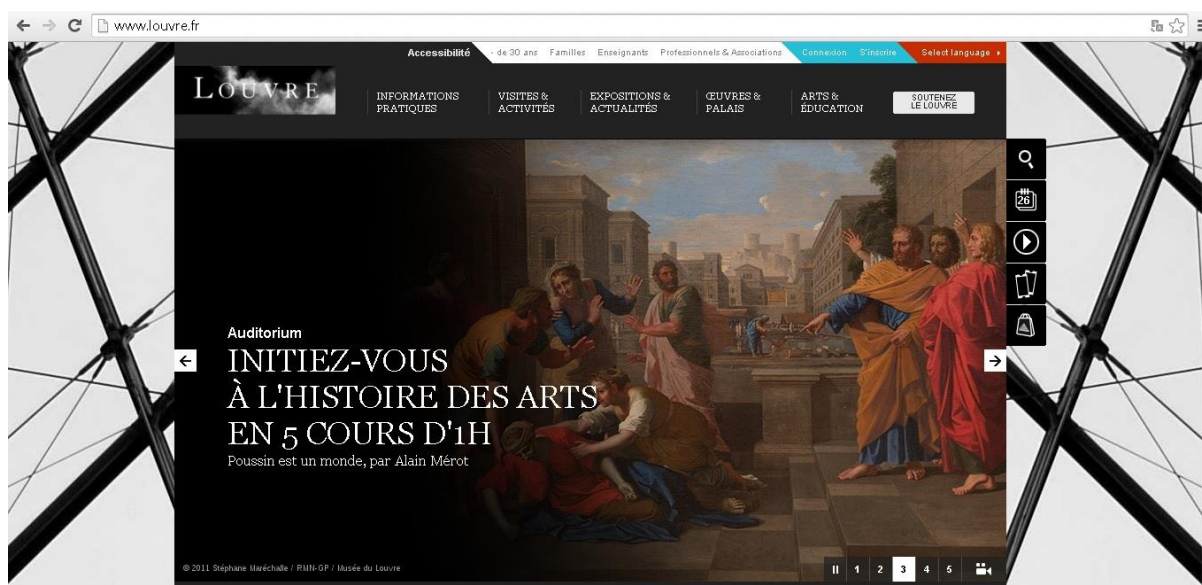 www.louvre.fr
Accessibilité - de 30 ans Familles Enseignants Professionnels & Associations Connexion S'inscrire Select language
LOUVRE
INFORMATIONS
PRATIQUES
VISITES &
ACTIVITÉS
EXPOSITIONS &
ACTUALITÉS
ŒUVRES &
PALAIS
ARTS &
ÉDUCATION
SOUTENEZ
LE LOUVRE
26
Auditorium
INITIEZ-VOUS
À L'HISTOIRE DES ARTS
EN 5 COURS D'1H
Poussin est un monde, par Alain Mérot
© 2011 Stéphane Maréchalle / RMN-GP / Musée du Louvre
1 2 3 4 5